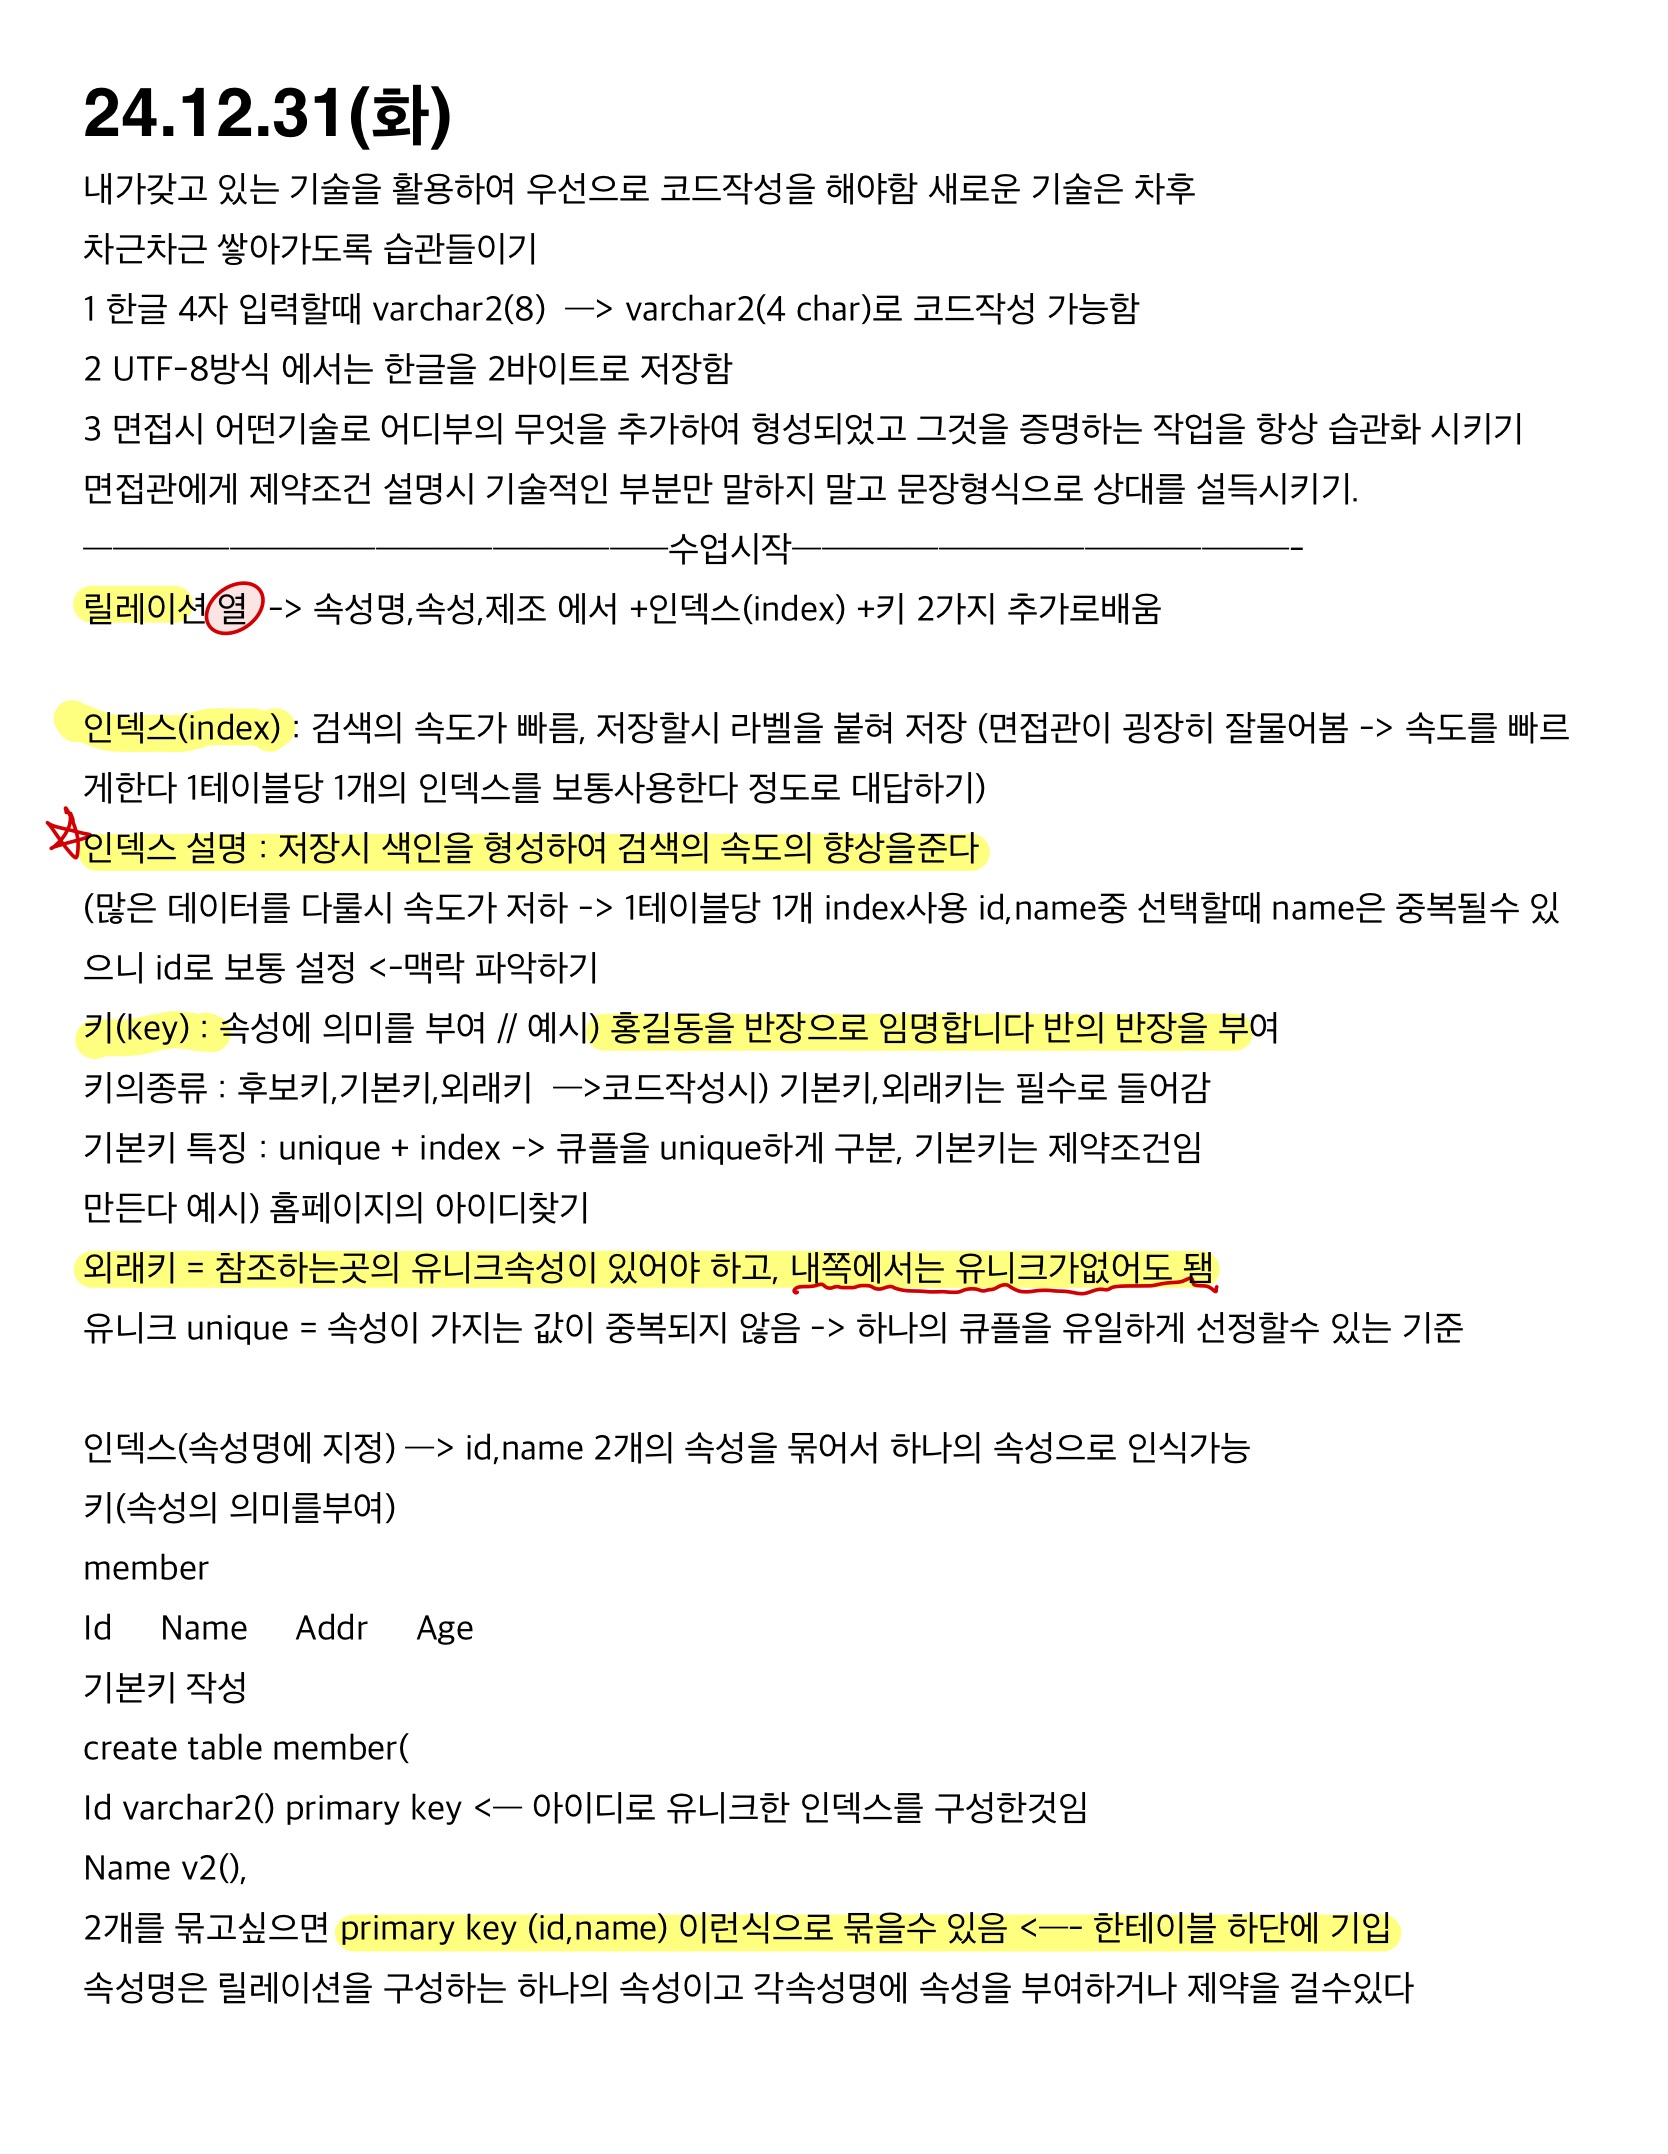 24.12.31(화)
내가갖고 있는 기술을 활용하여 우선으로 코드작성을 해야함 새로운 기술은 차후
차근차근 쌓아가도록 습관들이기
1 한글 4자 입력할때 varchar2(8)  —> varchar2(4 char)로 코드작성 가능함
2 UTF-8방식 에서는 한글을 2바이트로 저장함
3 면접시 어떤기술로 어디부의 무엇을 추가하여 형성되었고 그것을 증명하는 작업을 항상 습관화 시키기
면접관에게 제약조건 설명시 기술적인 부분만 말하지 말고 문장형식으로 상대를 설득시키기.
————————————————————수업시작—————————————————-
릴레이션 열  -> 속성명,속성,제조 에서 +인덱스(index) +키 2가지 추가로배움
인덱스(index) : 검색의 속도가 빠름, 저장할시 라벨을 붙혀 저장 (면접관이 굉장히 잘물어봄 -> 속도를 빠르
게한다 1테이블당 1개의 인덱스를 보통사용한다 정도로 대답하기)
인덱스 설명 : 저장시 색인을 형성하여 검색의 속도의 향상을준다
(많은 데이터를 다룰시 속도가 저하 -> 1테이블당 1개 index사용 id,name중 선택할때 name은 중복될수 있
으니 id로 보통 설정 <-맥락 파악하기
키(key) : 속성에 의미를 부여 // 예시) 홍길동을 반장으로 임명합니다 반의 반장을 부여
키의종류 : 후보키,기본키,외래키  —>코드작성시) 기본키,외래키는 필수로 들어감
기본키 특징 : unique + index -> 큐플을 unique하게 구분, 기본키는 제약조건임
만든다 예시) 홈페이지의 아이디찾기
외래키 = 참조하는곳의 유니크속성이 있어야 하고, 내쪽에서는 유니크가없어도 됌
유니크 unique = 속성이 가지는 값이 중복되지 않음 -> 하나의 큐플을 유일하게 선정할수 있는 기준
인덱스(속성명에 지정) —> id,name 2개의 속성을 묶어서 하나의 속성으로 인식가능
키(속성의 의미를부여)
member
Id     Name     Addr     Age
기본키 작성
create table member(
Id varchar2() primary key <— 아이디로 유니크한 인덱스를 구성한것임
Name v2(),
2개를 묶고싶으면 primary key (id,name) 이런식으로 묶을수 있음 <—- 한테이블 하단에 기입
속성명은 릴레이션을 구성하는 하나의 속성이고 각속성명에 속성을 부여하거나 제약을 걸수있다